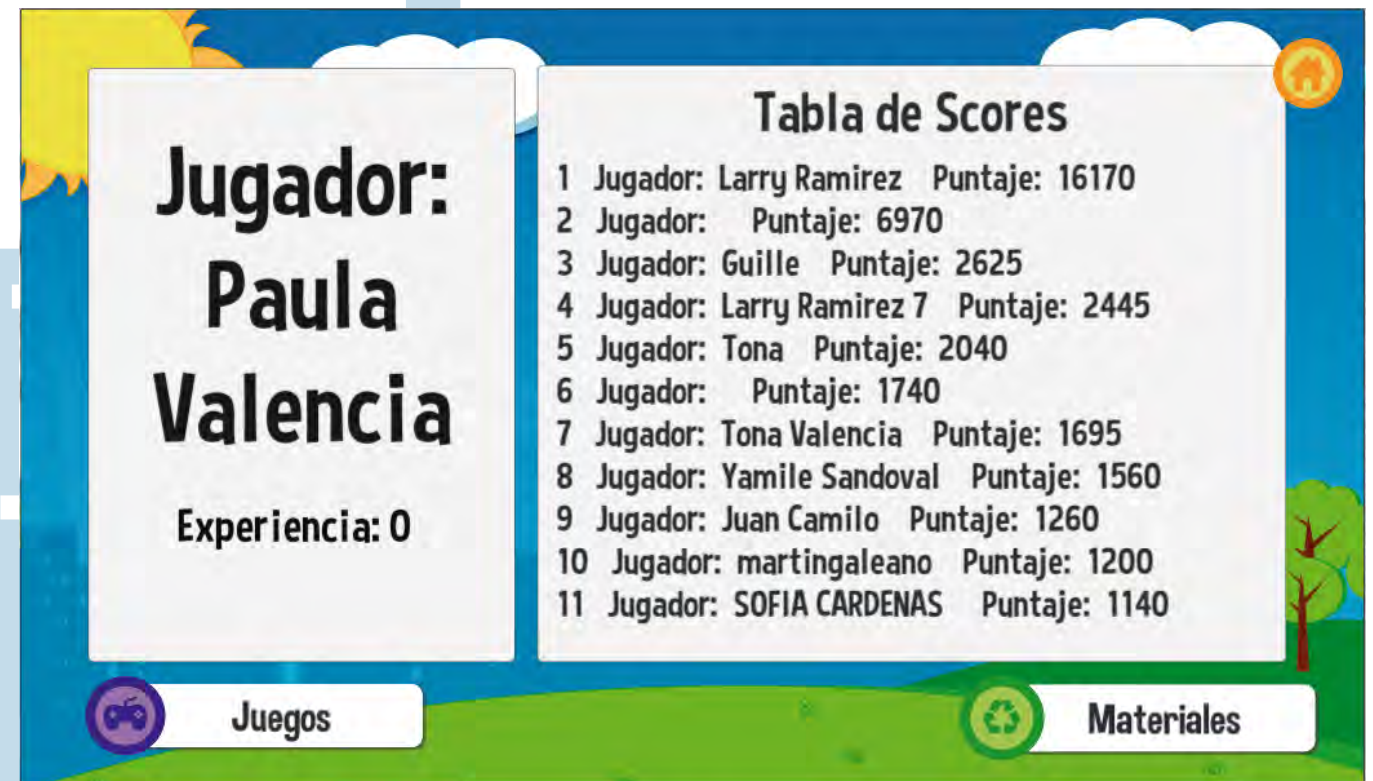 Jugador:
Paula
Valencia
Experiencia: 0
Tabla de Scores
1 Jugador: Larry Ramirez Puntaje: 16170
2 Jugador: Puntaje: 6970
3 Jugador: Guille Puntaje: 2625
4 Jugador: Larry Ramirez 7 Puntaje: 2445
5 Jugador: Tona Puntaje: 2040
6 Jugador: Puntaje: 1740
7 Jugador: Tona Valencia Puntaje: 1695
8 Jugador: Yamile Sandoval Puntaje: 1560
9 Jugador: Juan Camilo Puntaje: 1260
10 Jugador: martingaleano Puntaje: 1200
11 Jugador: SOFIA CARDENAS Puntaje: 1140
Juegos
Materiales